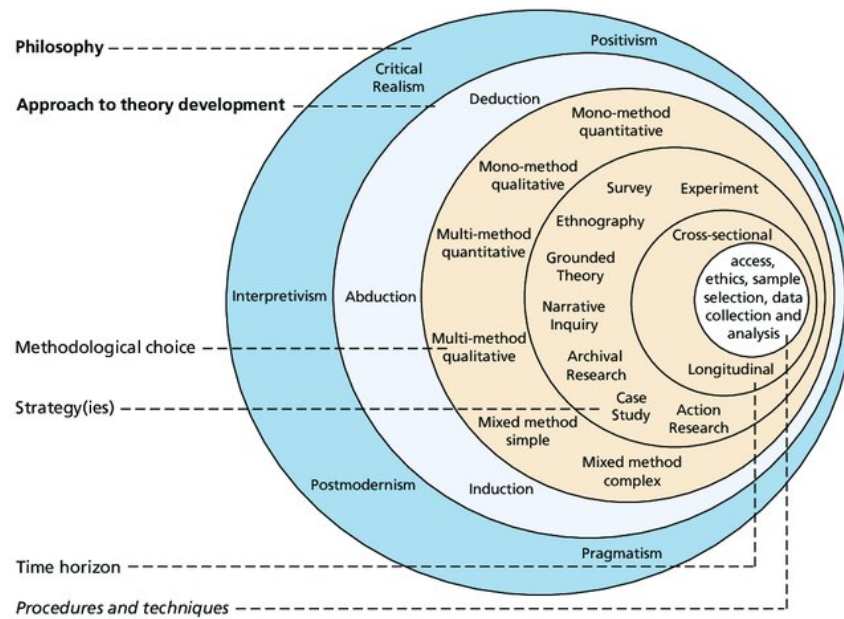 Philosophy
Positivism
Critical
Realism
Approach to theory development
Deduction
Mono-method
quantitative
Mono-method
qualitative
Survey
Experiment
Ethnography
Multi-method
quantitative
Cross-sectional
Grounded
Theory
access,
ethics, sample
selection, data
collection and
analysis
Interpretivism
Abduction
Narrative
Inquiry
Methodological choice
Multi-method
qualitative
Archival
Research
Longitudinal
Strategy(ies)
Case
Study
Action
Research
Mixed method
simple
Mixed method
complex
Postmodernism
Induction
Pragmatism
Time horizon
Procedures and techniques